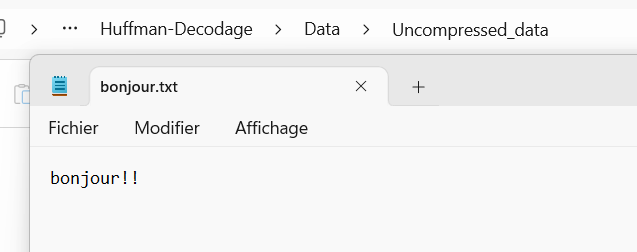 ... Huffman-Decodage > Data > Uncompressed_data
bonjour.txt
Fichier Modifier Affichage
bonjour!!